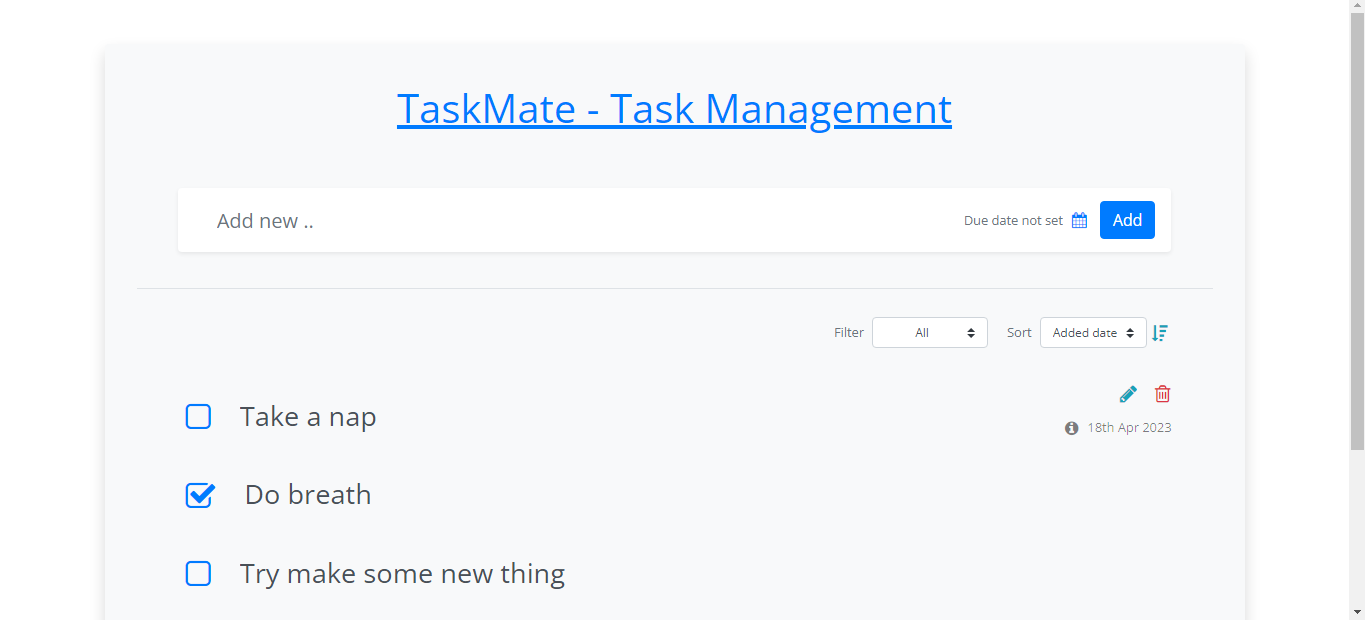 TaskMate - Task Management
Add new ..
Due date not set
Add
Filter
All
Sort
Added date
Take a nap
18th Apr 2023
Do breath
Try make some new thing